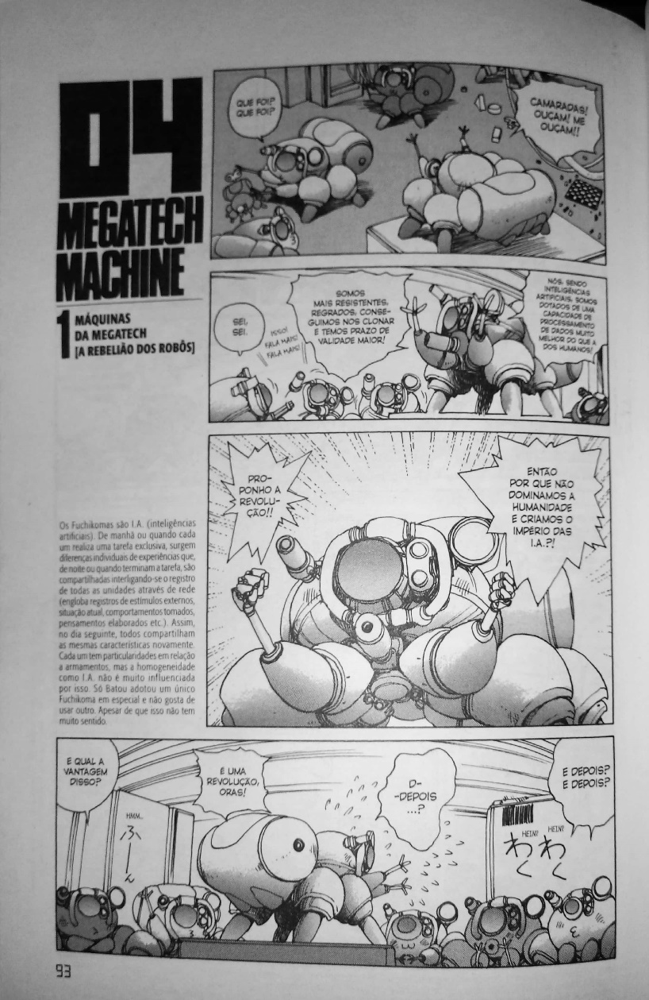 04
MEGATECH
MACHINE
1 MÁQUINAS
DA MEGATECH
[A REBELIÃO DOS ROBÔS]
CAMARADAS!
OUÇAM! ME
OUÇAM!!
QUE FOI?
QUE FOI?
NÓS, SENDO
INTELIGÊNCIAS
ARTIFICIAIS, SOMOS
DOTADOS DE UMA
CAPACIDADE DE
PROCESSAMENTO
DE DADOS MUITO
MELHOR DO QUE A
DOS HUMANOS!
SOMOS
MAIS RESISTENTES,
REGRADOS, CONSE-
GUIMOS NOS CLONAR
E TEMOS PRAZO DE
VALIDADE MAIOR!
ISSO!
FALA MAIS!
FALA MAIS!
SEI,
SEI.
ENTÃO
POR QUE NÃO
DOMINAMOS A
HUMANIDADE
E CRIAMOS O
IMPÉRIO DAS
I.A.?!
PRO-
PONHO A
REVOLU-
ÇÃO!!
Os Fuchikomas são I.A. (inteligências
artificiais). De manhã ou quando cada
um realiza uma tarefa exclusiva, surgem
diferenças individuais de experiências que,
de noite ou quando terminam a tarefa, são
compartilhadas interligando-se o registro
de todas as unidades através de rede
(engloba registros de estímulos externos,
situação atual, comportamentos tomados,
pensamentos elaborados etc.). Assim,
no dia seguinte, todos compartilham
as mesmas características novamente.
Cada um tem particularidades em relação
a armamentos, mas a homogeneidade
como I.A. não é muito influenciada
por isso. Só Batou adotou um único
Fuchikoma em especial e não gosta de
usar outro. Apesar de que isso não tem
muito sentido.
E DEPOIS?
E DEPOIS?
HEIN?
HEIN?
わくわく
D-
-DEPOIS
...?
É UMA
REVOLUÇÃO,
ORAS!
E QUAL A
VANTAGEM
DISSO?
HMM...
ふーん
93